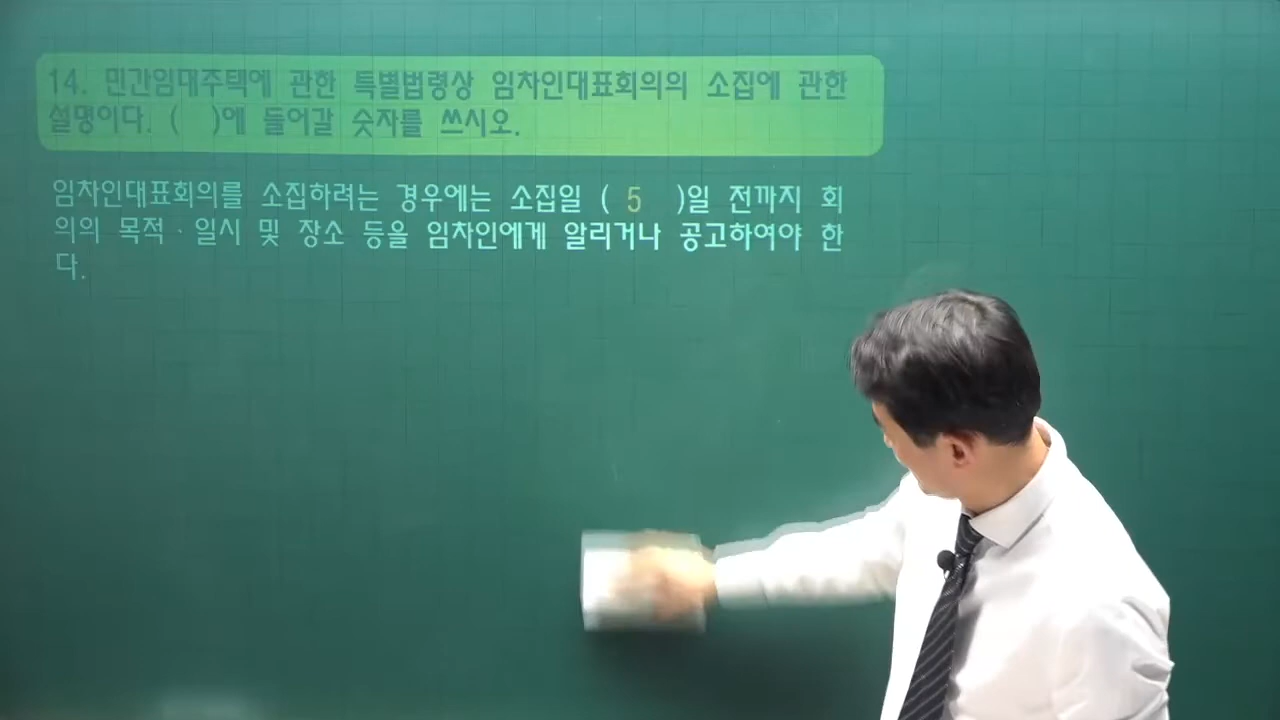 14. 민간임대주택에 관한 특별법령상 임차인대표회의의 소집에 관한
설명이다. (  )에 들어갈 숫자를 쓰시오.
임차인대표회의를 소집하려는 경우에는 소집일 ( 5 )일 전까지 회
의의 목적·일시 및 장소 등을 임차인에게 알리거나 공고하여야 한
다.